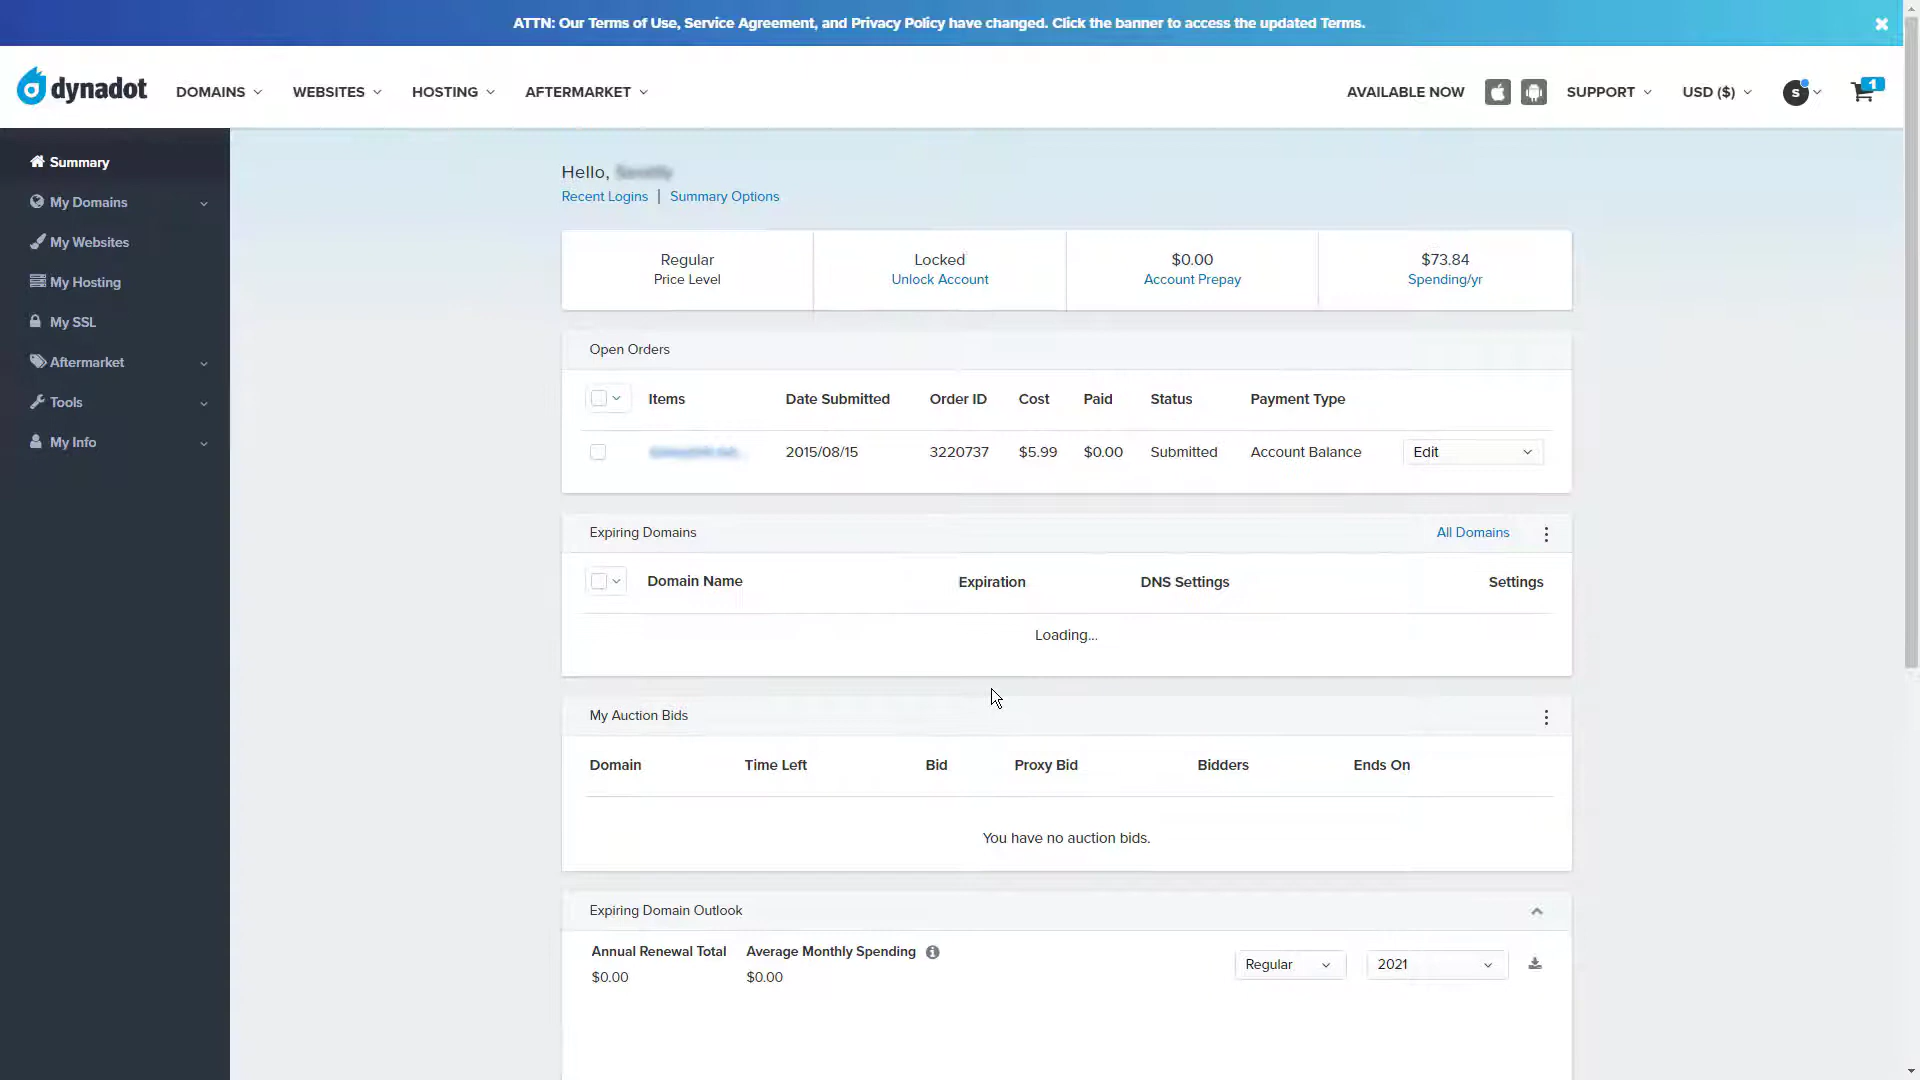 ATTN: Our Terms of Use, Service Agreement, and Privacy Policy have changed. Click the banner to access the updated Terms.
dynadot DOMAINS WEBSITES HOSTING AFTERMARKET AVAILABLE NOW SUPPORT USD ($) S 1
Summary
My Domains
My Websites
My Hosting
My SSL
Aftermarket
Tools
My Info
Hello,
Recent Logins | Summary Options
Regular Locked $0.00 $73.84
Price Level Unlock Account Account Prepay Spending/yr
Open Orders
Items Date Submitted Order ID Cost Paid Status Payment Type
2015/08/15 3220737 $5.99 $0.00 Submitted Account Balance Edit
Expiring Domains All Domains
Domain Name Expiration DNS Settings Settings
Loading...
My Auction Bids
Domain Time Left Bid Proxy Bid Bidders Ends On
You have no auction bids.
Expiring Domain Outlook
Annual Renewal Total Average Monthly Spending
$0.00 $0.00
Regular 2021